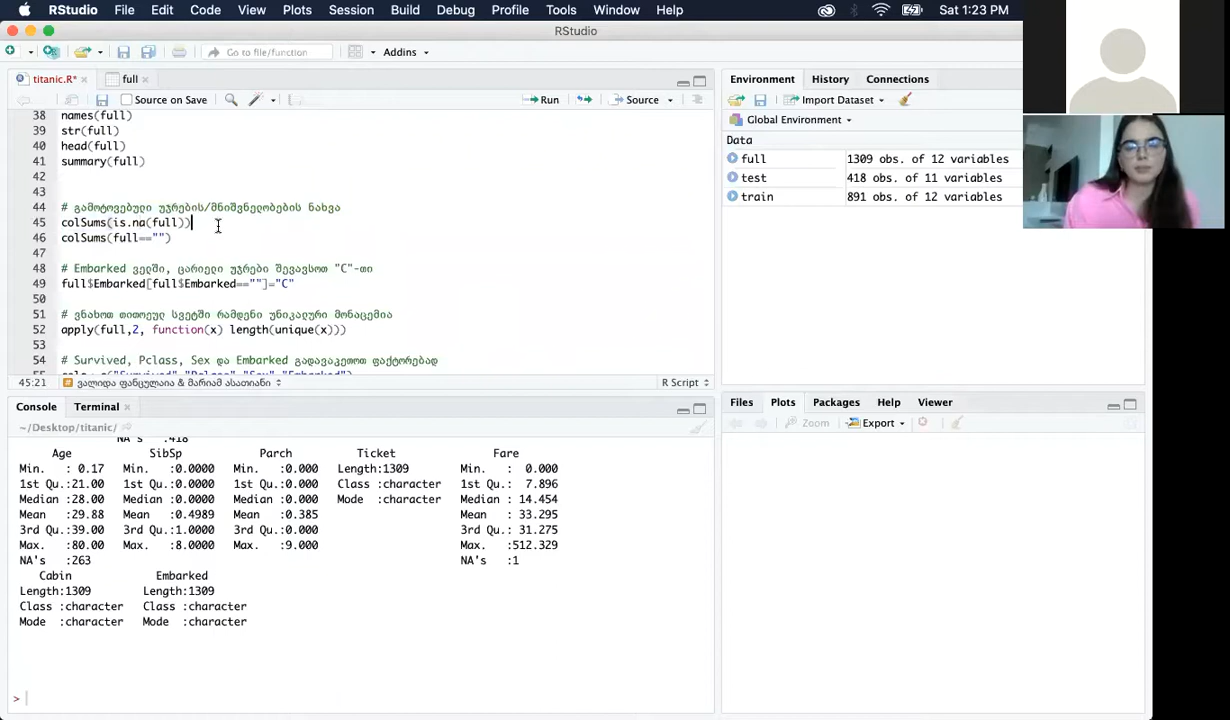 RStudio File Edit Code View Plots Session Build Debug Profile Tools Window Help Sat 1:23 PM
RStudio
Go to file/function Addins
titanic.R* full
Source on Save Run Source
38 names(full)
39 str(full)
40 head(full)
41 summary(full)
42
43
44 # გამოტოვებული უჯრების/მნიშვნელობების ნახვა
45 colSums(is.na(full))
46 colSums(full=="")
47
48 # Embarked ველში, ცარიელი უჯრები შევავსოთ "C"-თი
49 full$Embarked[full$Embarked==""]="C"
50
51 # ვნახოთ თითოეულ სვეტში რამდენი უნიკალური მონაცემია
52 apply(full,2, function(x) length(unique(x)))
53
54 # Survived, Pclass, Sex და Embarked გადავაკეთოთ ფაქტორებად
45:21 ვალიდა ფანცულაია & მარიამ ასათიანი R Script
Console Terminal
~/Desktop/titanic/
NA's :418
Age SibSp Parch Ticket Fare
Min. : 0.17 Min. :0.0000 Min. :0.000 Length:1309 Min. : 0.000
1st Qu.:21.00 1st Qu.:0.0000 1st Qu.:0.000 Class :character 1st Qu.: 7.896
Median :28.00 Median :0.0000 Median :0.000 Mode :character Median : 14.454
Mean :29.88 Mean :0.4989 Mean :0.385 Mean : 33.295
3rd Qu.:39.00 3rd Qu.:1.0000 3rd Qu.:0.000 3rd Qu.: 31.275
Max. :80.00 Max. :8.0000 Max. :9.000 Max. :512.329
NA's :263 NA's :1
Cabin Embarked
Length:1309 Length:1309
Class :character Class :character
Mode :character Mode :character
>
Environment History Connections
Import Dataset
Global Environment
Data
full 1309 obs. of 12 variables
test 418 obs. of 11 variables
train 891 obs. of 12 variables
Files Plots Packages Help Viewer
Zoom Export